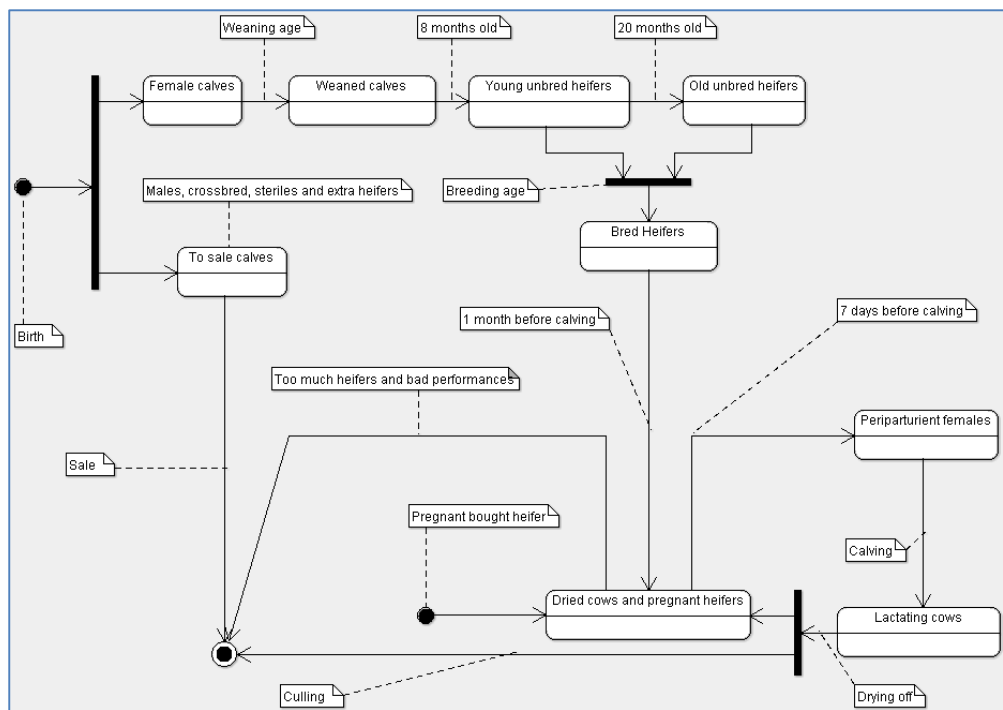 Weaning age
8 months old
20 months old
Female calves
Weaned calves
Young unbred heifers
Old unbred heifers
Males, crossbred, steriles and extra heifers
Breeding age
To sale calves
Bred Heifers
Birth
1 month before calving
7 days before calving
Too much heifers and bad performances
Periparturient females
Sale
Pregnant bought heifer
Calving
Dried cows and pregnant heifers
Lactating cows
Culling
Drying off